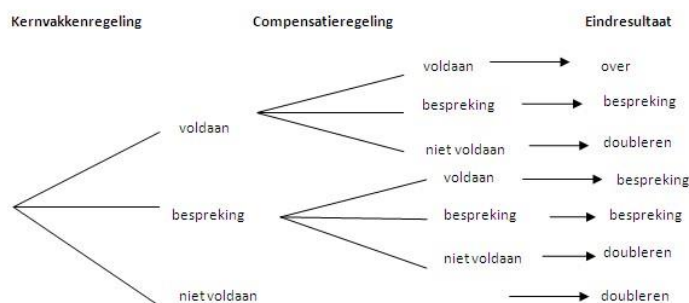 Kernvakkenregeling Compensatieregeling Eindresultaat
voldaan over
bespreking bespreking
voldaan
niet voldaan doubleren
voldaan bespreking
bespreking bespreking bespreking
niet voldaan doubleren
niet voldaan doubleren